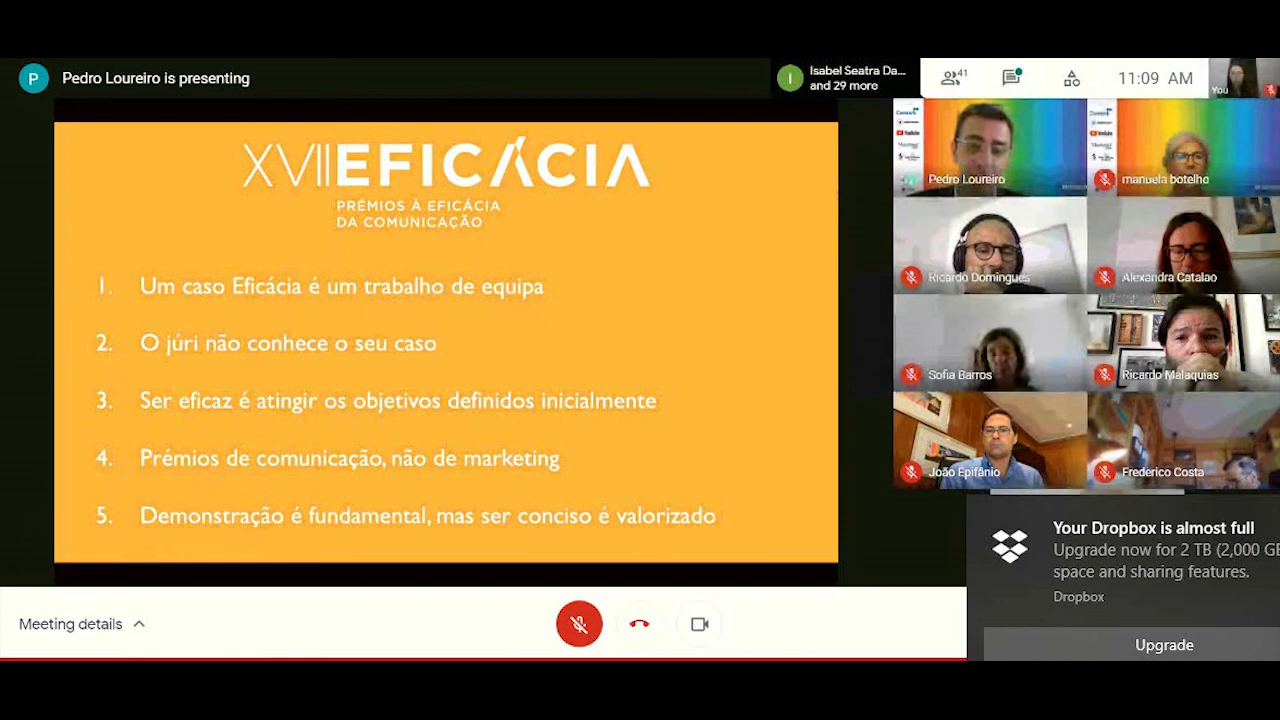 P
Pedro Loureiro is presenting
I
Isabel Seatra Da...
and 29 more
41
11:09 AM
You
XVIIEFICÁCIA
PRÉMIOS À EFICÁCIA
DA COMUNICAÇÃO
1. Um caso Eficácia é um trabalho de equipa
2. O júri não conhece o seu caso
3. Ser eficaz é atingir os objetivos definidos inicialmente
4. Prémios de comunicação, não de marketing
5. Demonstração é fundamental, mas ser conciso é valorizado
YouTube
Pedro Loureiro
YouTube
manuela botelho
Ricardo Domingues
Alexandra Catalao
Sofia Barros
Ricardo Malaquias
João Epifânio
Frederico Costa
Your Dropbox is almost full
Upgrade now for 2 TB (2,000 GB
space and sharing features.
Dropbox
Upgrade
Meeting details